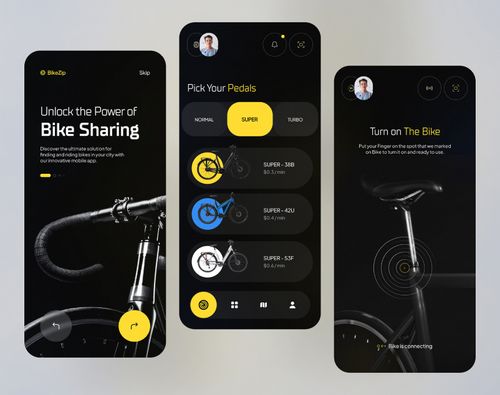 BikeZip
Skip
Unlock the Power of
Bike Sharing
Discover the ultimate solution for
finding and riding bikes in your city with
our innovative mobile app.
Pick Your Pedals
NORMAL
SUPER
TURBO
SUPER - 38B
$0.3 / min
SUPER - 42U
$0.4 / min
SUPER - 53F
$0.6 / min
Turn on The Bike
Put your Finger on the spot that we marked
on Bike to turn it on and ready to use.
Bike is connecting